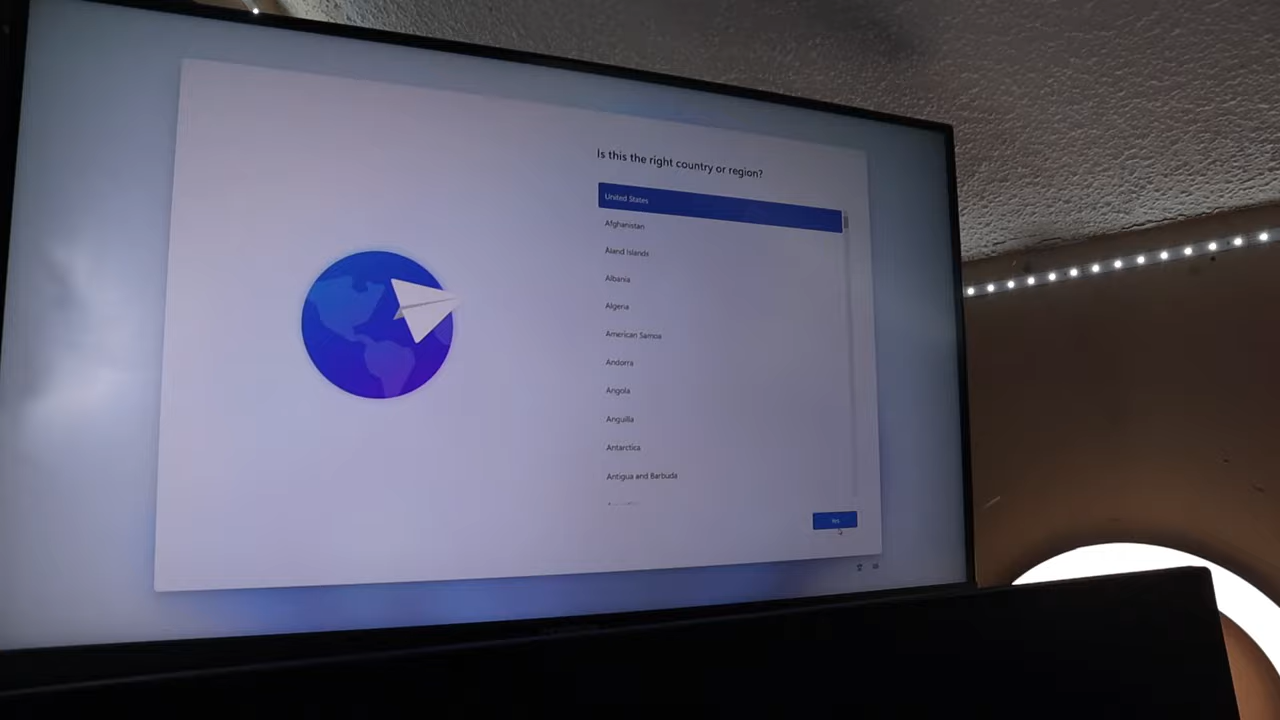 Is this the right country or region?
United States
Afghanistan
Åland Islands
Albania
Algeria
American Samoa
Andorra
Angola
Anguilla
Antarctica
Antigua and Barbuda
Yes